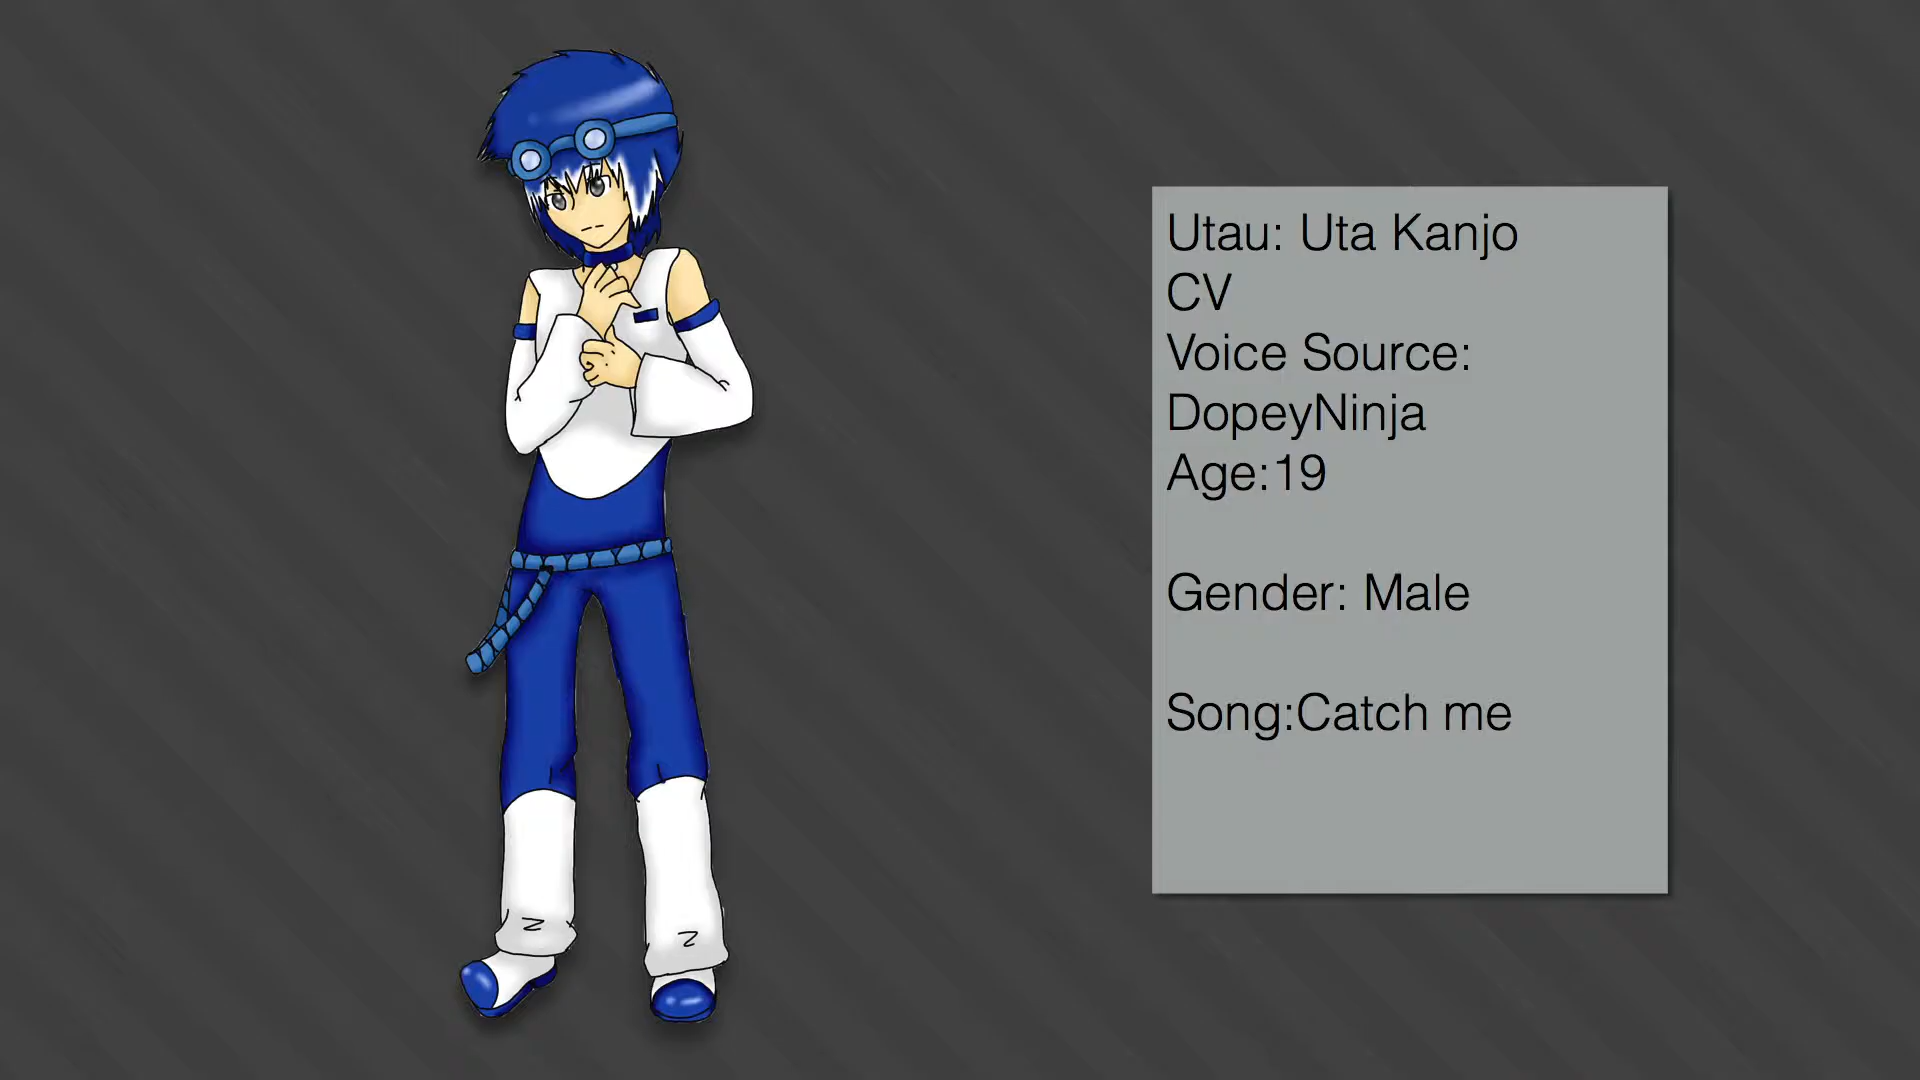 Utau: Uta Kanjo
CV
Voice Source:
DopeyNinja
Age:19
Gender: Male
Song:Catch me